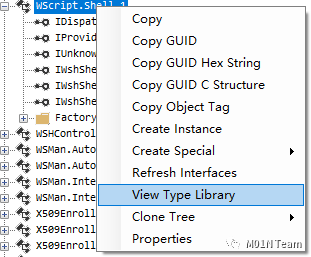 WScript.Shell.1
IDispat
IProvid
IUnkno
IWshShe
IWshShe
IWshShe
Factory
WSHControl
WSMan.Auto
WSMan.Auto
WSMan.Inte
WSMan.Inte
X509Enroll
X509Enroll
Copy
Copy GUID
Copy GUID Hex String
Copy GUID C Structure
Copy Object Tag
Create Instance
Create Special
Refresh Interfaces
View Type Library
Clone Tree
Properties
M01N Team